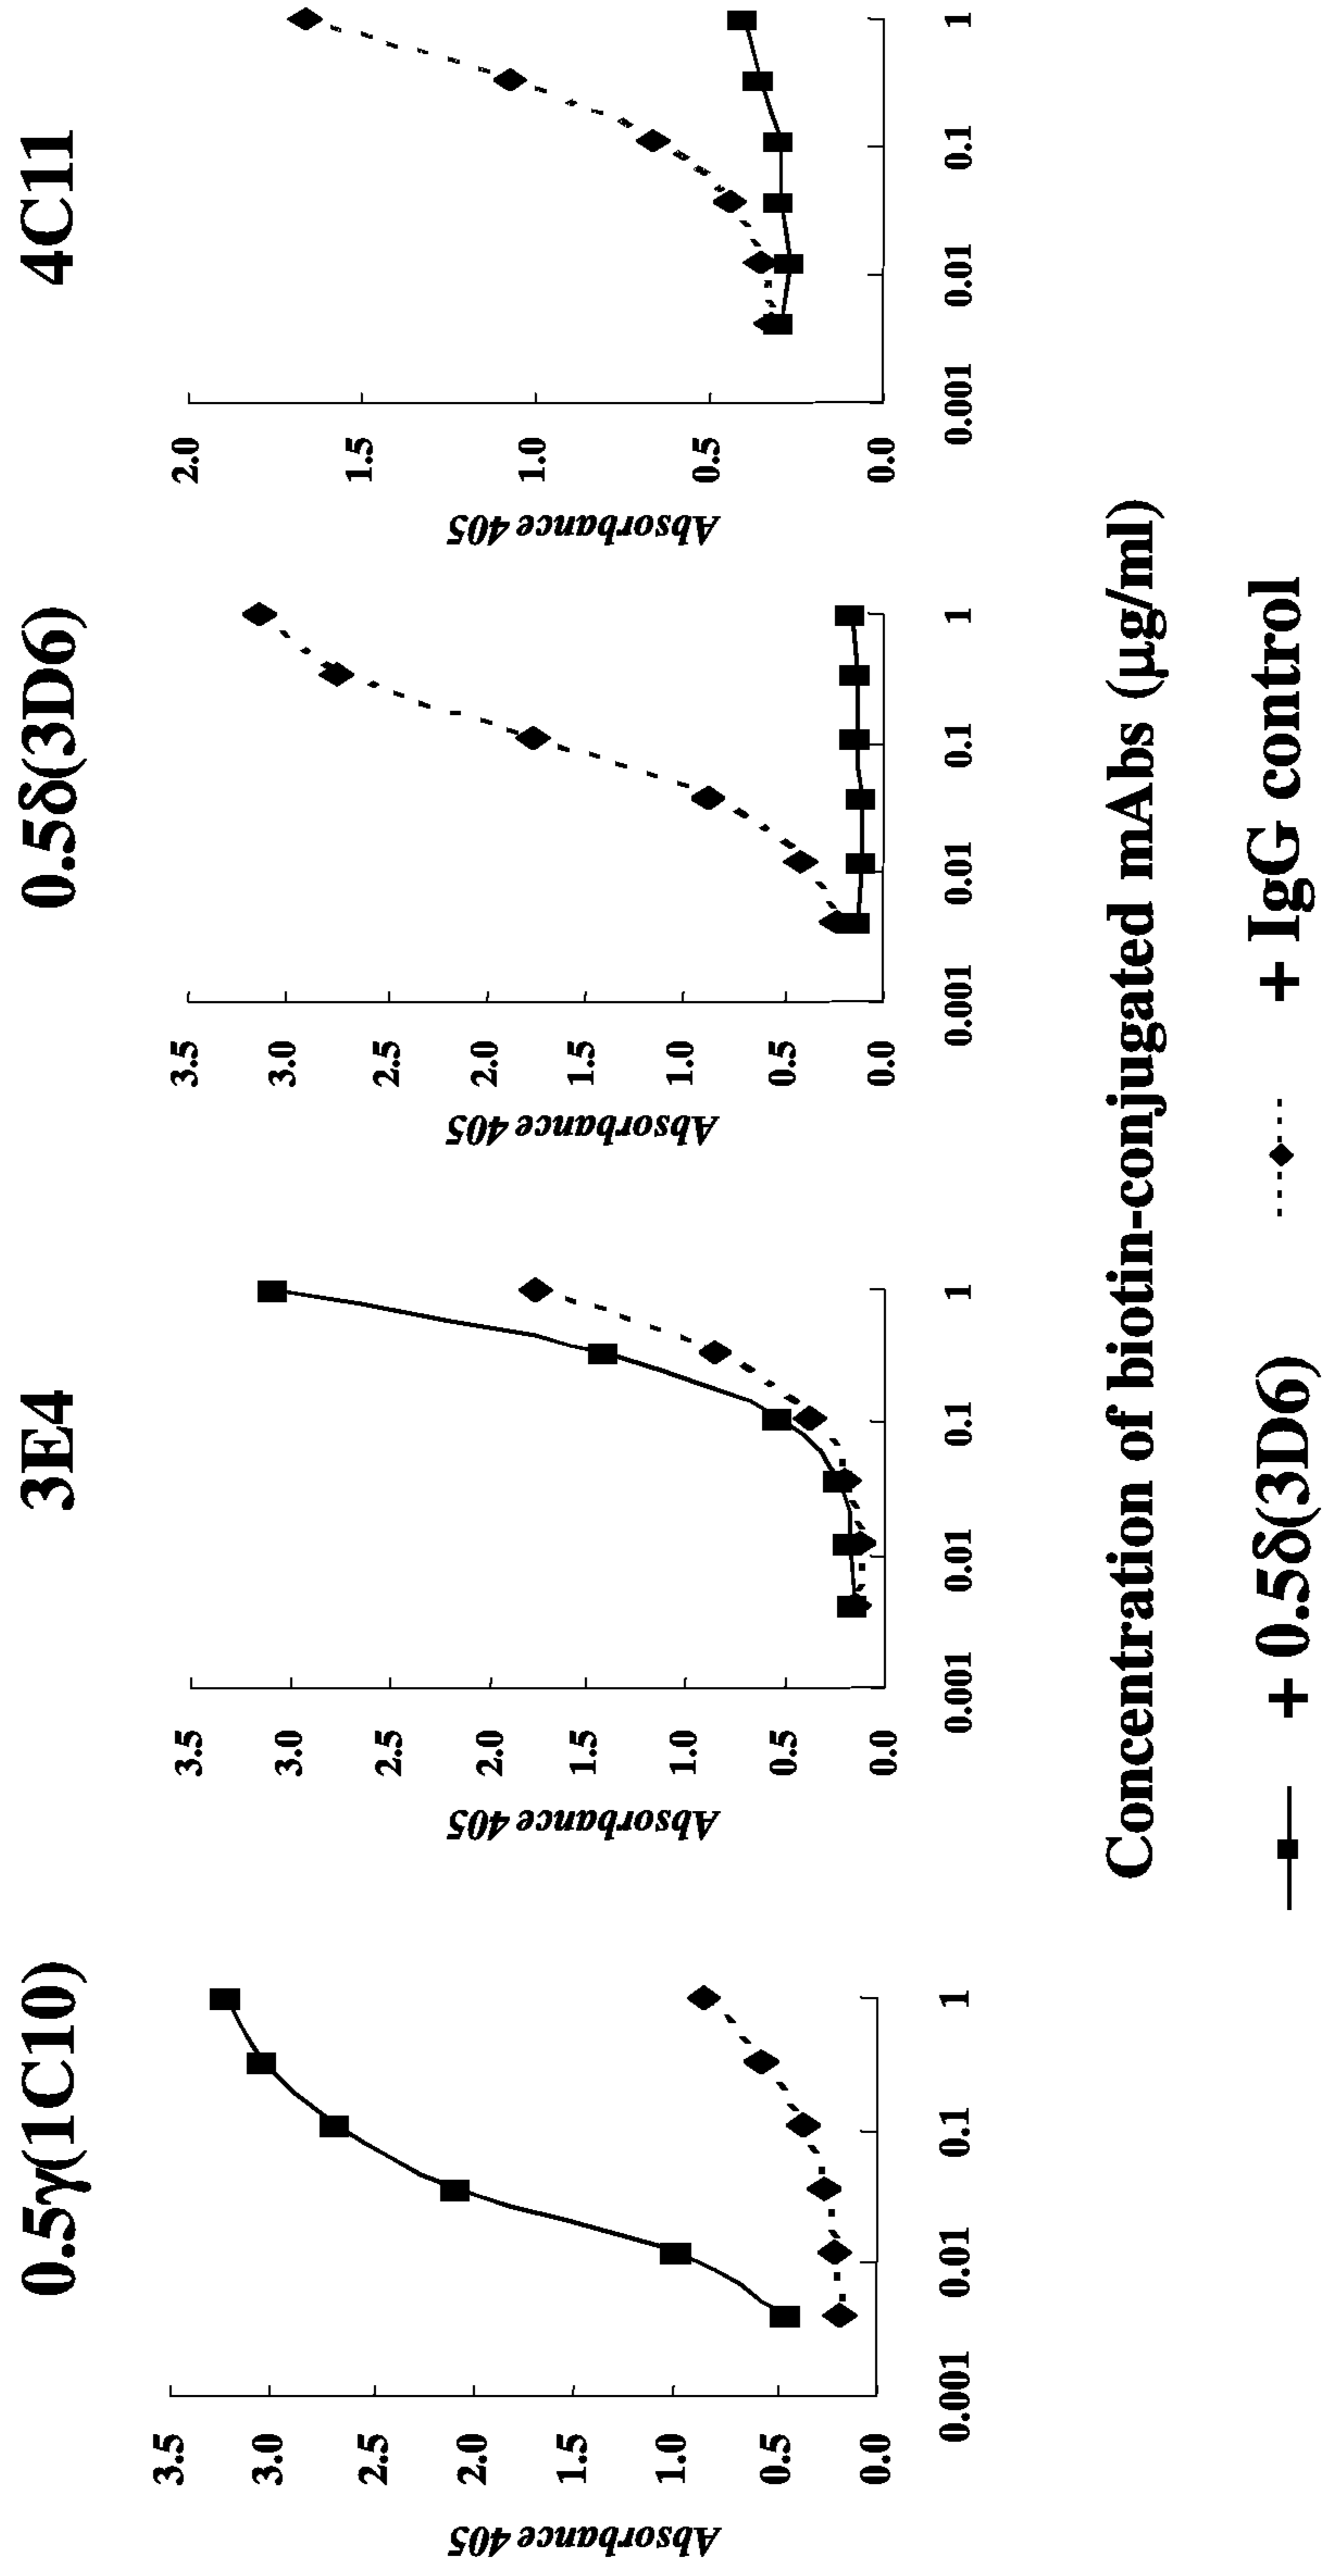 0.5γ(1C10)
3.5
3.0
2.5
2.0
1.5
1.0
0.5
0.0
Absorbance 405
0.001 0.01 0.1 1
3E4
3.5
3.0
2.5
2.0
1.5
1.0
0.5
0.0
Absorbance 405
0.001 0.01 0.1 1
0.5δ(3D6)
3.5
3.0
2.5
2.0
1.5
1.0
0.5
0.0
Absorbance 405
0.001 0.01 0.1 1
4C11
2.0
1.5
1.0
0.5
0.0
Absorbance 405
0.001 0.01 0.1 1
Concentration of biotin-conjugated mAbs (µg/ml)
+ 0.5δ(3D6) + IgG control